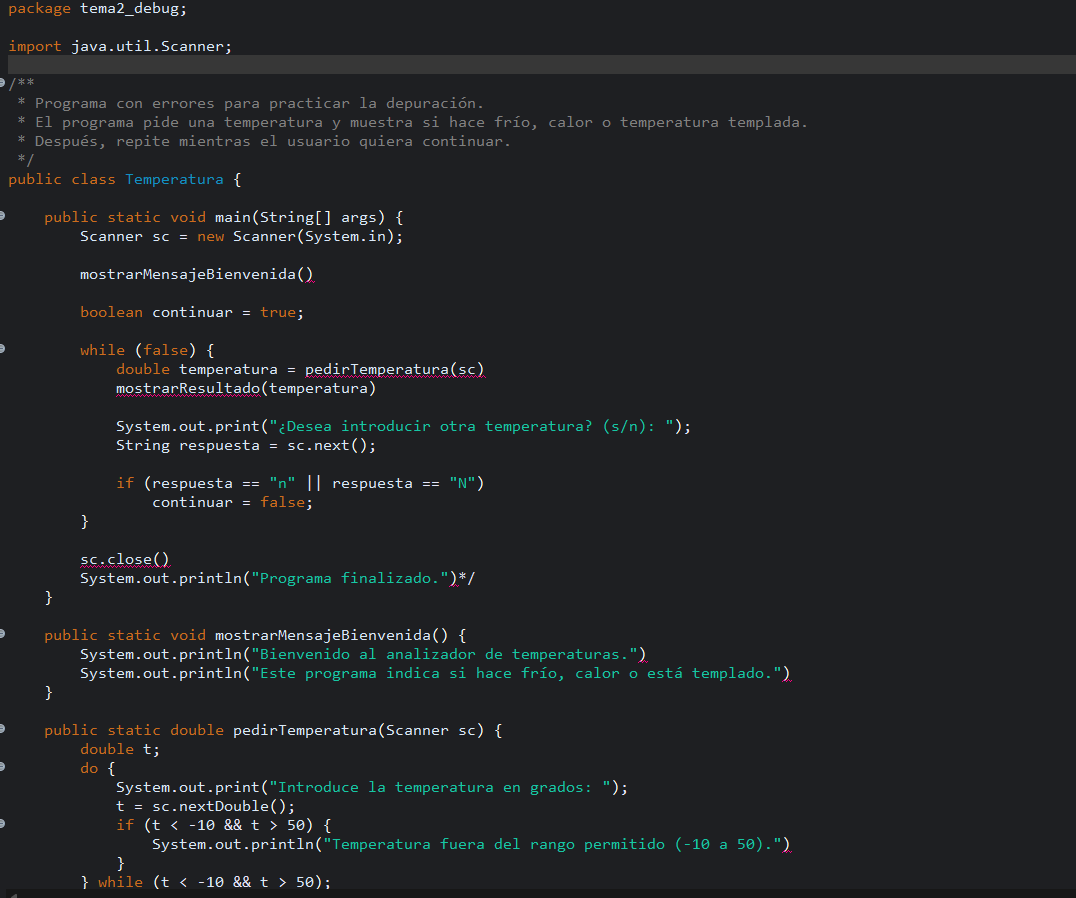 package tema2_debug;
import java.util.Scanner;
/**
 * Programa con errores para practicar la depuración.
 * El programa pide una temperatura y muestra si hace frío, calor o temperatura templada.
 * Después, repite mientras el usuario quiera continuar.
 */
public class Temperatura {
    public static void main(String[] args) {
        Scanner sc = new Scanner(System.in);
        mostrarMensajeBienvenida()
        boolean continuar = true;
        while (false) {
            double temperatura = pedirTemperatura(sc)
            mostrarResultado(temperatura)
            System.out.print("¿Desea introducir otra temperatura? (s/n): ");
            String respuesta = sc.next();
            if (respuesta == "n" || respuesta == "N")
                continuar = false;
        }
        sc.close()
        System.out.println("Programa finalizado.")*/
    }
    public static void mostrarMensajeBienvenida() {
        System.out.println("Bienvenido al analizador de temperaturas.")
        System.out.println("Este programa indica si hace frío, calor o está templado.")
    }
    public static double pedirTemperatura(Scanner sc) {
        double t;
        do {
            System.out.print("Introduce la temperatura en grados: ");
            t = sc.nextDouble();
            if (t < -10 && t > 50) {
                System.out.println("Temperatura fuera del rango permitido (-10 a 50).")
            }
        } while (t < -10 && t > 50);